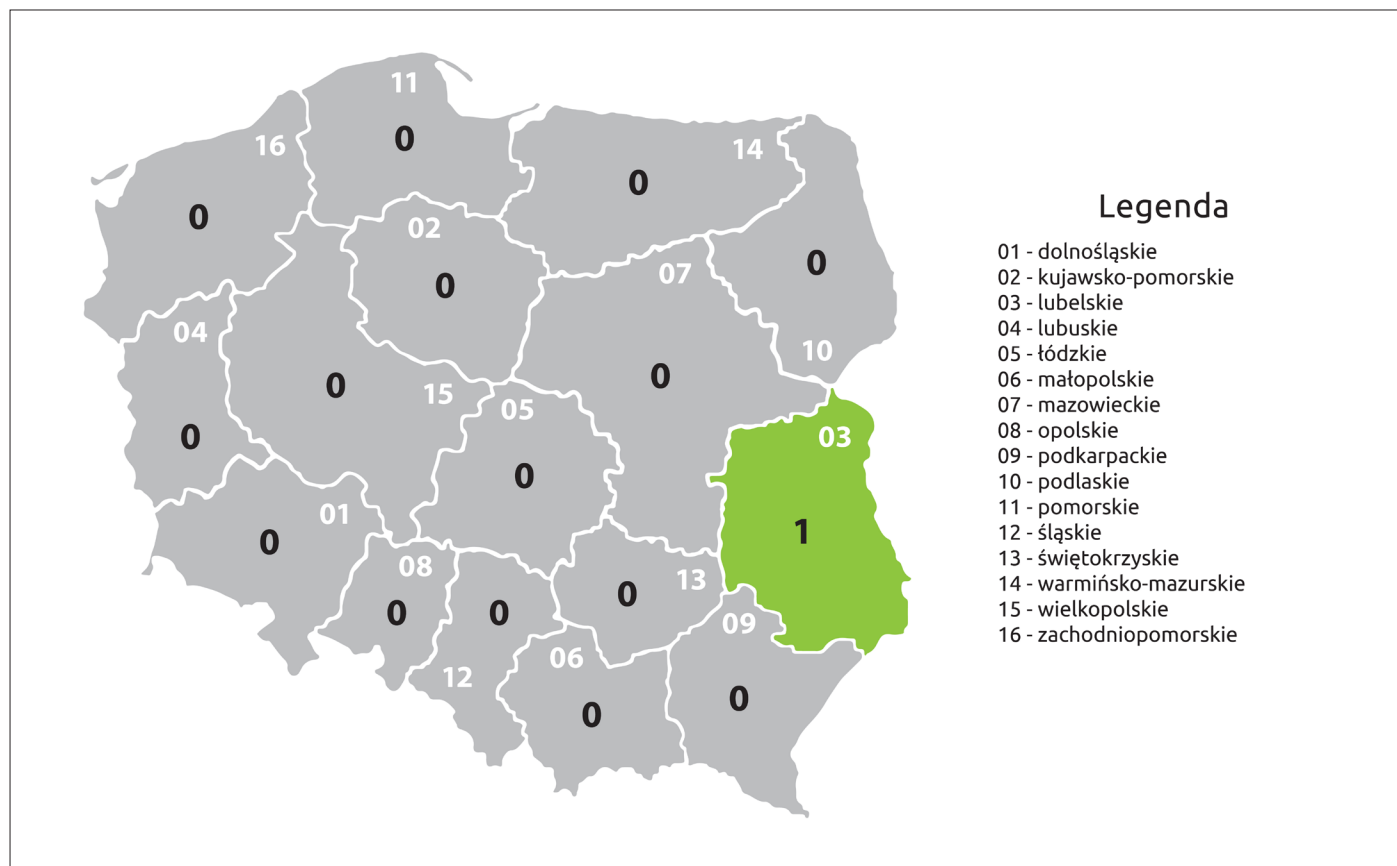 11
0
16
14
0
0
02
07
0
0
04
10
0
15
05
0
03
0
0
01
0
1
08
0
0
13
0
09
12
06
0
0
Legenda
01 - dolnośląskie
02 - kujawsko-pomorskie
03 - lubelskie
04 - lubuskie
05 - łódzkie
06 - małopolskie
07 - mazowieckie
08 - opolskie
09 - podkarpackie
10 - podlaskie
11 - pomorskie
12 - śląskie
13 - świętokrzyskie
14 - warmińsko-mazurskie
15 - wielkopolskie
16 - zachodniopomorskie